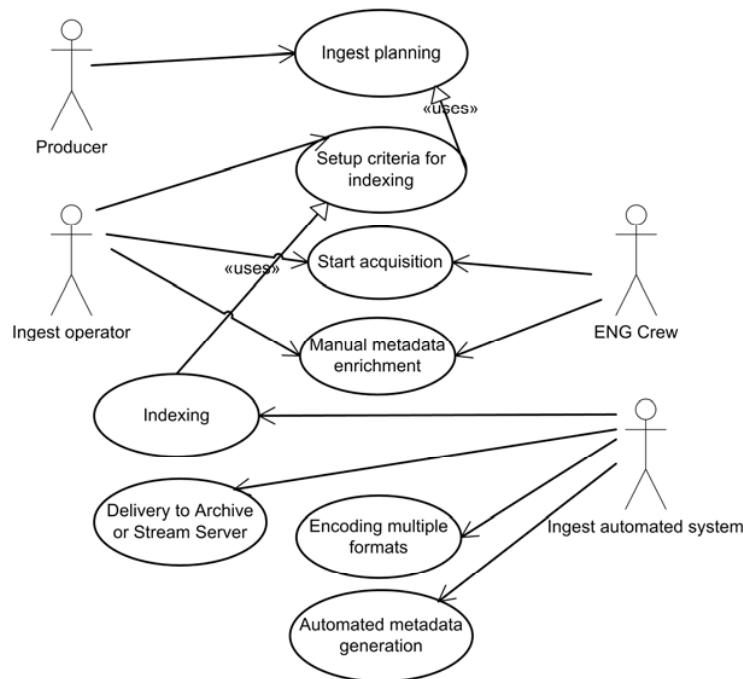 Ingest planning
«uses»
Producer
Setup criteria for
indexing
«uses»
Start acquisition
Ingest operator
ENG Crew
Manual metadata
enrichment
Indexing
Delivery to Archive
or Stream Server
Encoding multiple
formats
Ingest automated system
Automated metadata
generation